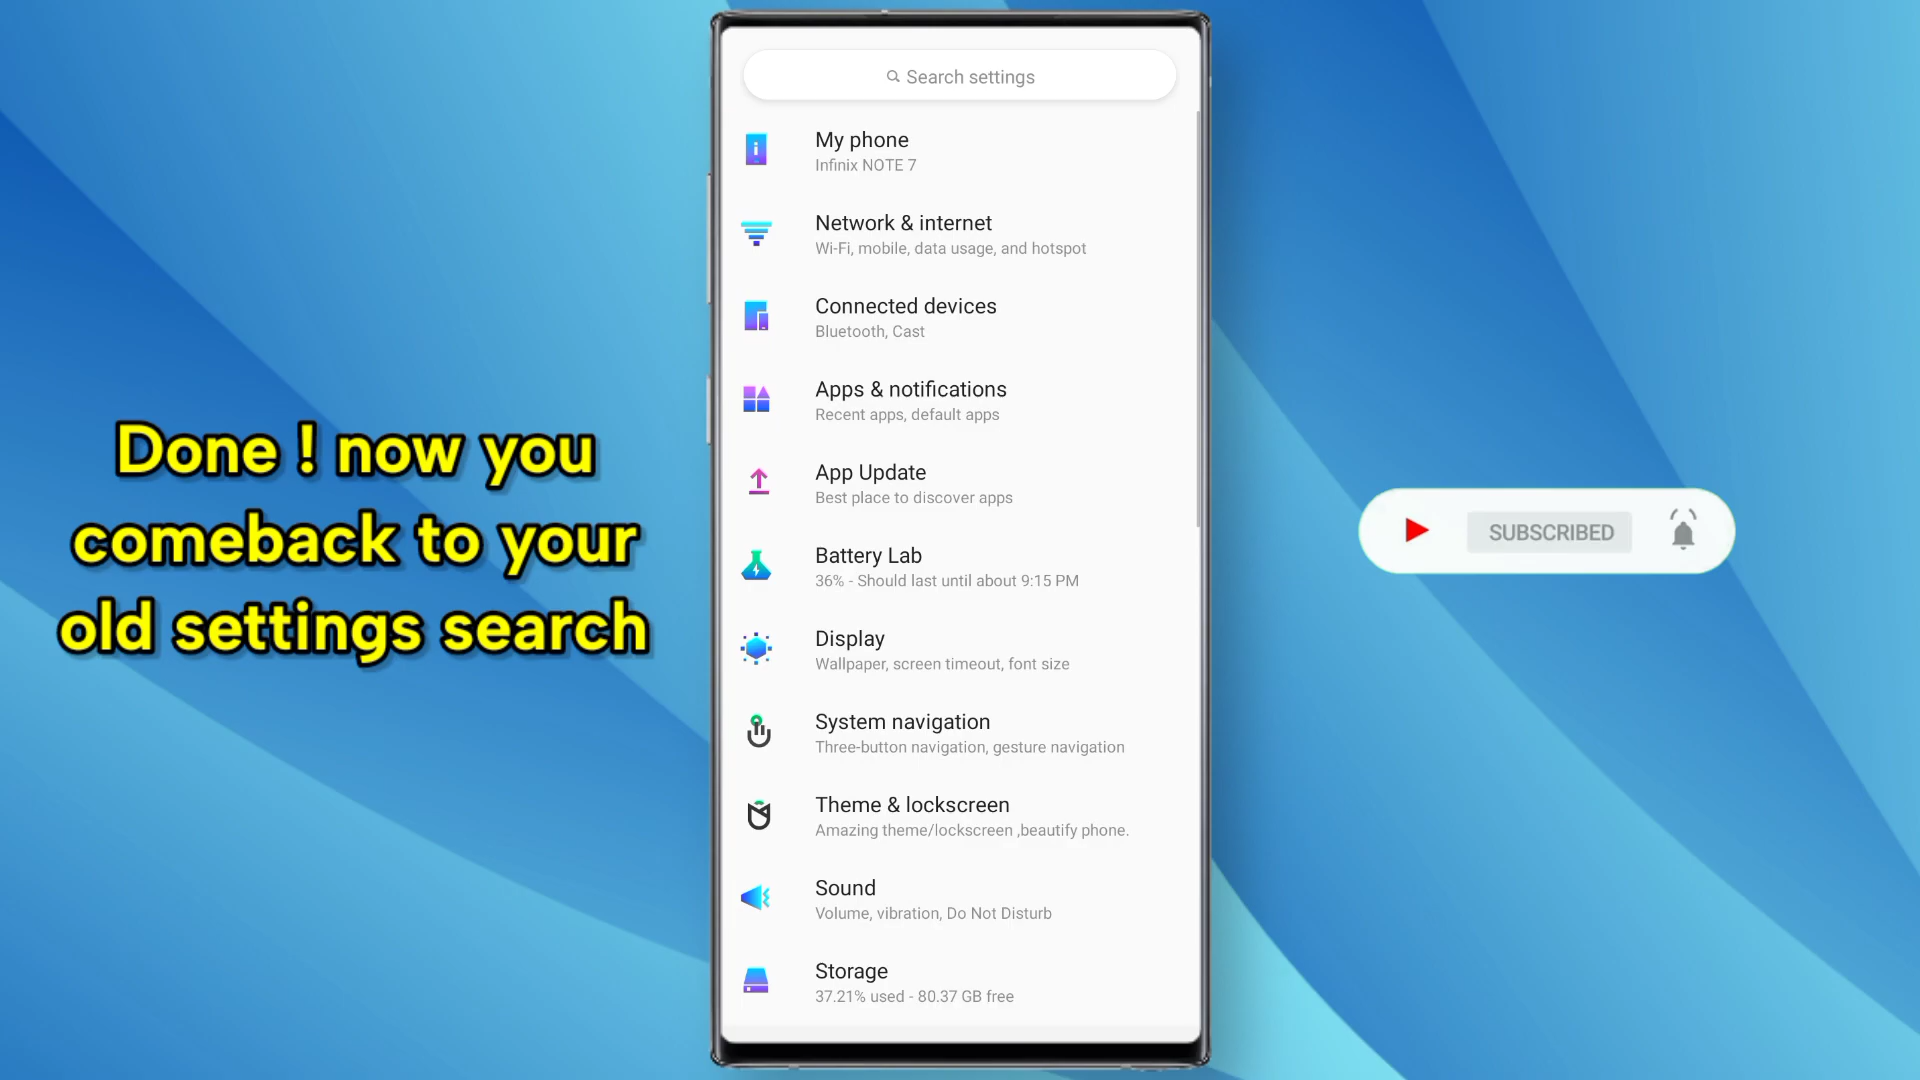 Done ! now you
comeback to your
old settings search
Search settings
My phone
Infinix NOTE 7
Network & internet
Wi-Fi, mobile, data usage, and hotspot
Connected devices
Bluetooth, Cast
Apps & notifications
Recent apps, default apps
App Update
Best place to discover apps
Battery Lab
36% - Should last until about 9:15 PM
Display
Wallpaper, screen timeout, font size
System navigation
Three-button navigation, gesture navigation
Theme & lockscreen
Amazing theme/lockscreen ,beautify phone.
Sound
Volume, vibration, Do Not Disturb
Storage
37.21% used - 80.37 GB free
SUBSCRIBED